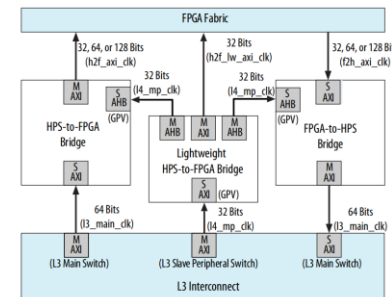 FPGA Fabric
32, 64, or 128 Bits
(h2f_axi_clk)
32 Bits
(h2f_lw_axi_clk)
32, 64, or 128 Bits
(f2h_axi_clk)
32 Bits
(l4_mp_clk)
32 Bits
(l4_mp_clk)
M
AXI
S
AHB
(GPV)
HPS-to-FPGA
Bridge
S
AXI
M
AHB
M
AXI
M
AHB
Lightweight
HPS-to-FPGA Bridge
S
AXI
(GPV)
S
AHB
(GPV)
S
AXI
FPGA-to-HPS
Bridge
M
AXI
64 Bits
(l3_main_clk)
32 Bits
(l4_mp_clk)
64 Bits
(l3_main_clk)
M
AXI
(L3 Main Switch)
M
AXI
(L3 Slave Peripheral Switch)
S
AXI
(L3 Main Switch)
L3 Interconnect